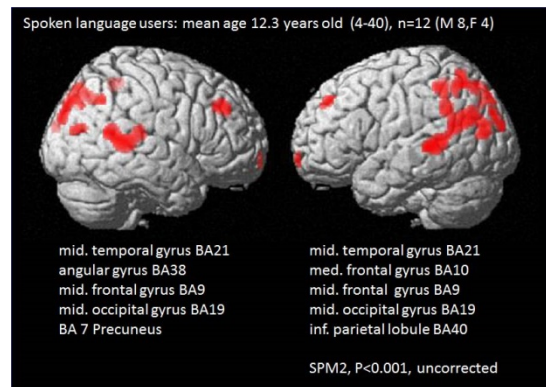 Spoken language users: mean age 12.3 years old (4-40), n=12 (M 8,F 4)
mid. temporal gyrus BA21
angular gyrus BA38
mid. frontal gyrus BA9
mid. occipital gyrus BA19
BA 7 Precuneus
mid. temporal gyrus BA21
med. frontal gyrus BA10
mid. frontal gyrus BA9
mid. occipital gyrus BA19
inf. parietal lobule BA40
SPM2, P<0.001, uncorrected